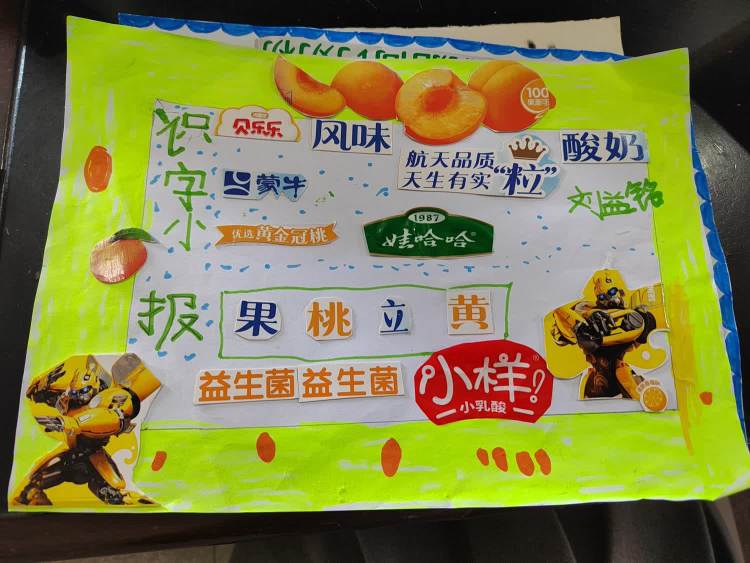 识字小报
贝乐乐
风味
航天品质
天生有实“粒”
酸奶
100
蒙牛
刘益铭
优选黄金冠桃
1987
娃哈哈
果桃立黄
益生菌益生菌
小样!
小乳酸